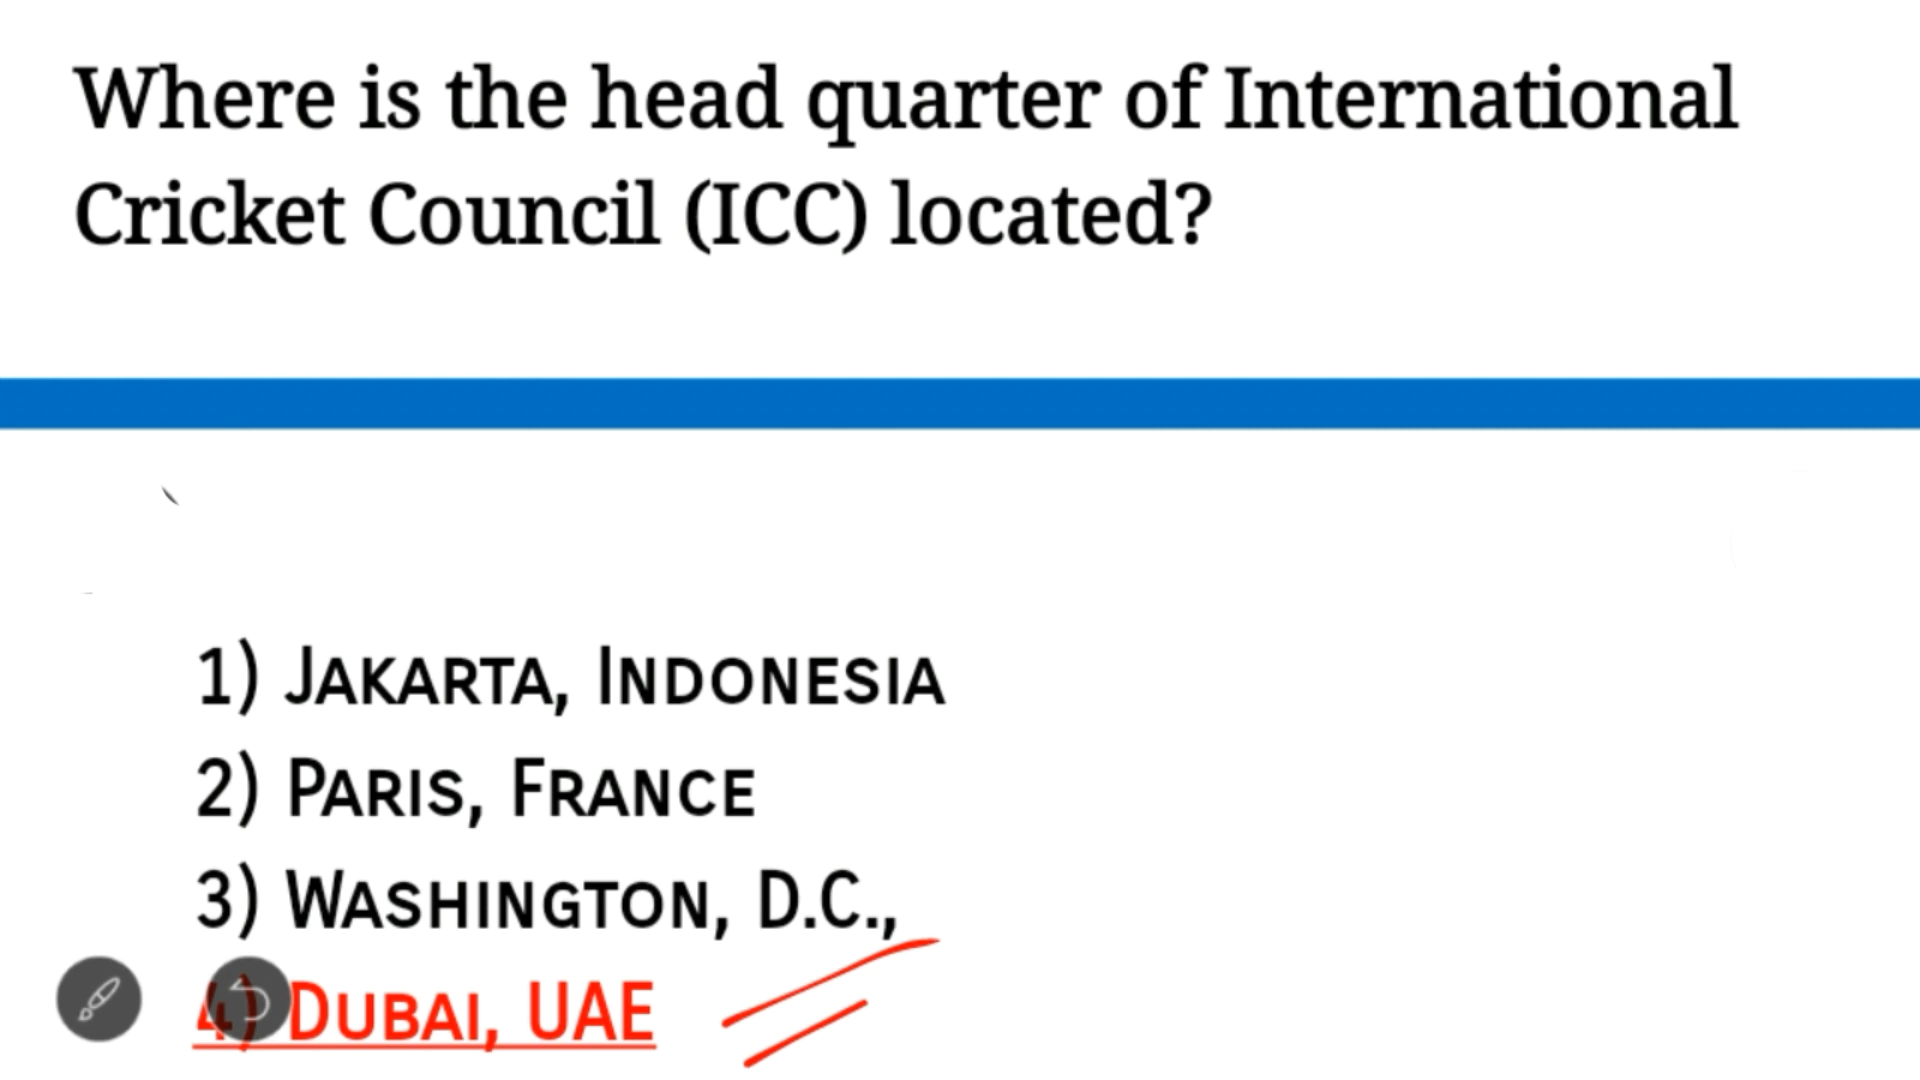 Where is the head quarter of International
Cricket Council (ICC) located?
1) Jakarta, Indonesia
2) Paris, France
3) Washington, D.C.,
4) Dubai, UAE